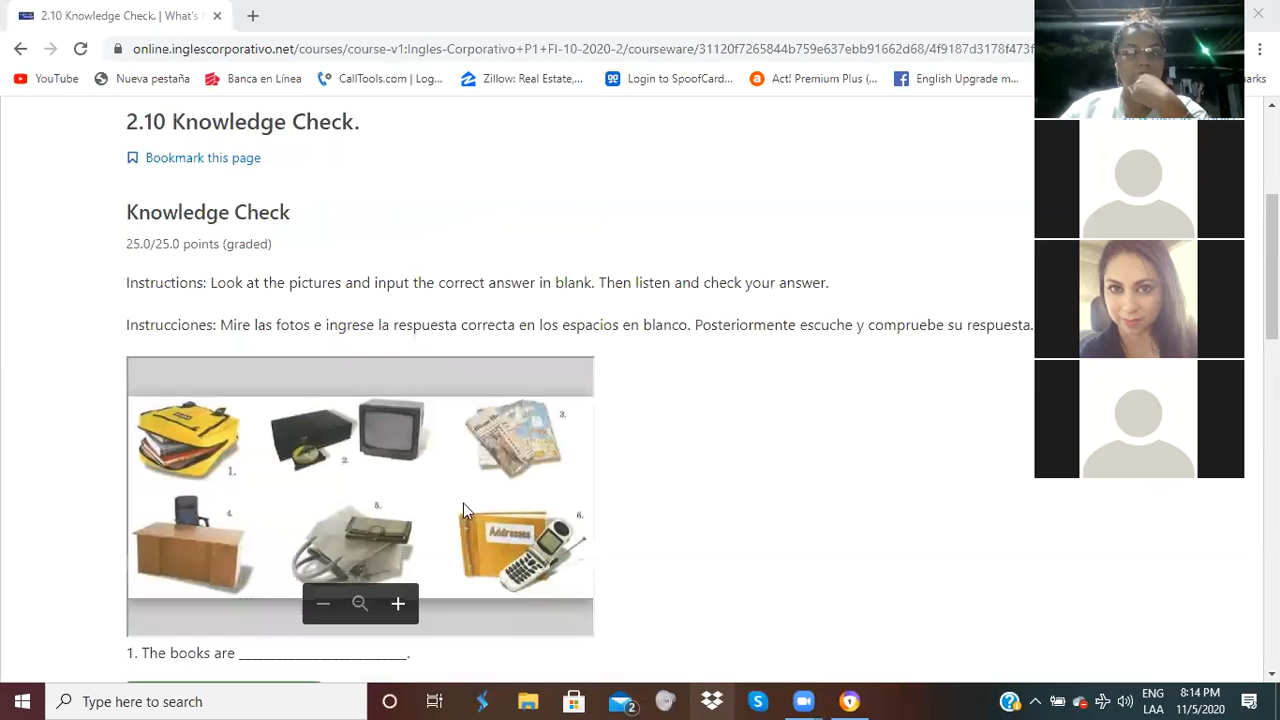 2.10 Knowledge Check. | What's
online.inglescorporativo.net/courses/course-v1:Ingles-Corporativo+P1+FI-10-2020-2/courseware/31120f7265844b759e637ebb91662d68/4f9187d3178f473f
YouTube Nueva pestaña Banca en Línea CallTools.com | Log... Zillow: Real Estate,... Login to SpoofCard... Act! Premium Plus (... English Upgrade m...
2.10 Knowledge Check.
Bookmark this page
Knowledge Check
25.0/25.0 points (graded)
Instructions: Look at the pictures and input the correct answer in blank. Then listen and check your answer.
Instrucciones: Mire las fotos e ingrese la respuesta correcta en los espacios en blanco. Posteriormente escuche y compruebe su respuesta.
1.
2.
3.
4.
5.
6.
Addresses
1. The books are _________________________.
Type here to search
2
ENG
LAA
8:14 PM
11/5/2020